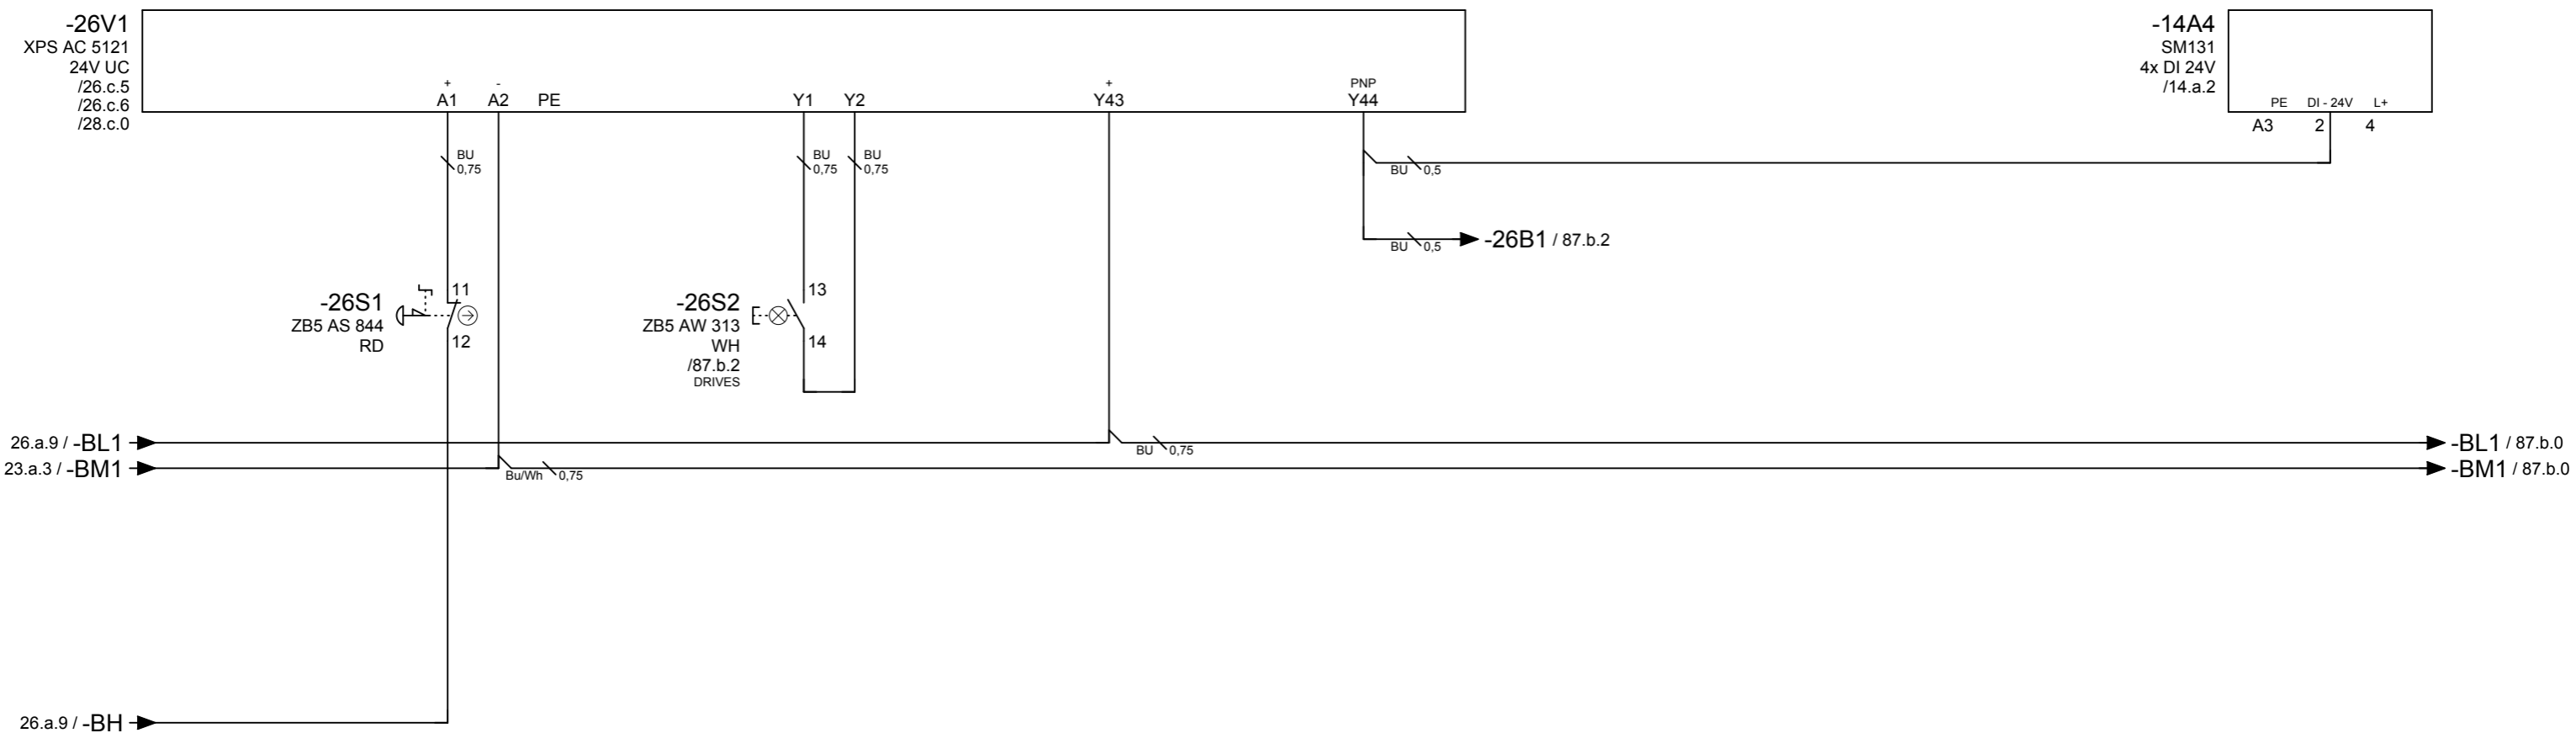 -26V1
XPS AC 5121
24V UC
/26.c.5
/26.c.6
/28.c.0
+ - + PNP
A1 A2 PE Y1 Y2 Y43 Y44
-14A4
SM131
4x DI 24V
/14.a.2
PE DI - 24V L+
A3 2 4
BU
0,75
BU
0,75
BU
0,75
BU 0,5
BU 0,5
-26B1 / 87.b.2
-26S1
ZB5 AS 844
RD
11
12
-26S2
ZB5 AW 313
WH
/87.b.2
DRIVES
13
14
26.a.9 / -BL1
BU 0,75
-BL1 / 87.b.0
23.a.3 / -BM1
Bu/Wh 0,75
-BM1 / 87.b.0
26.a.9 / -BH